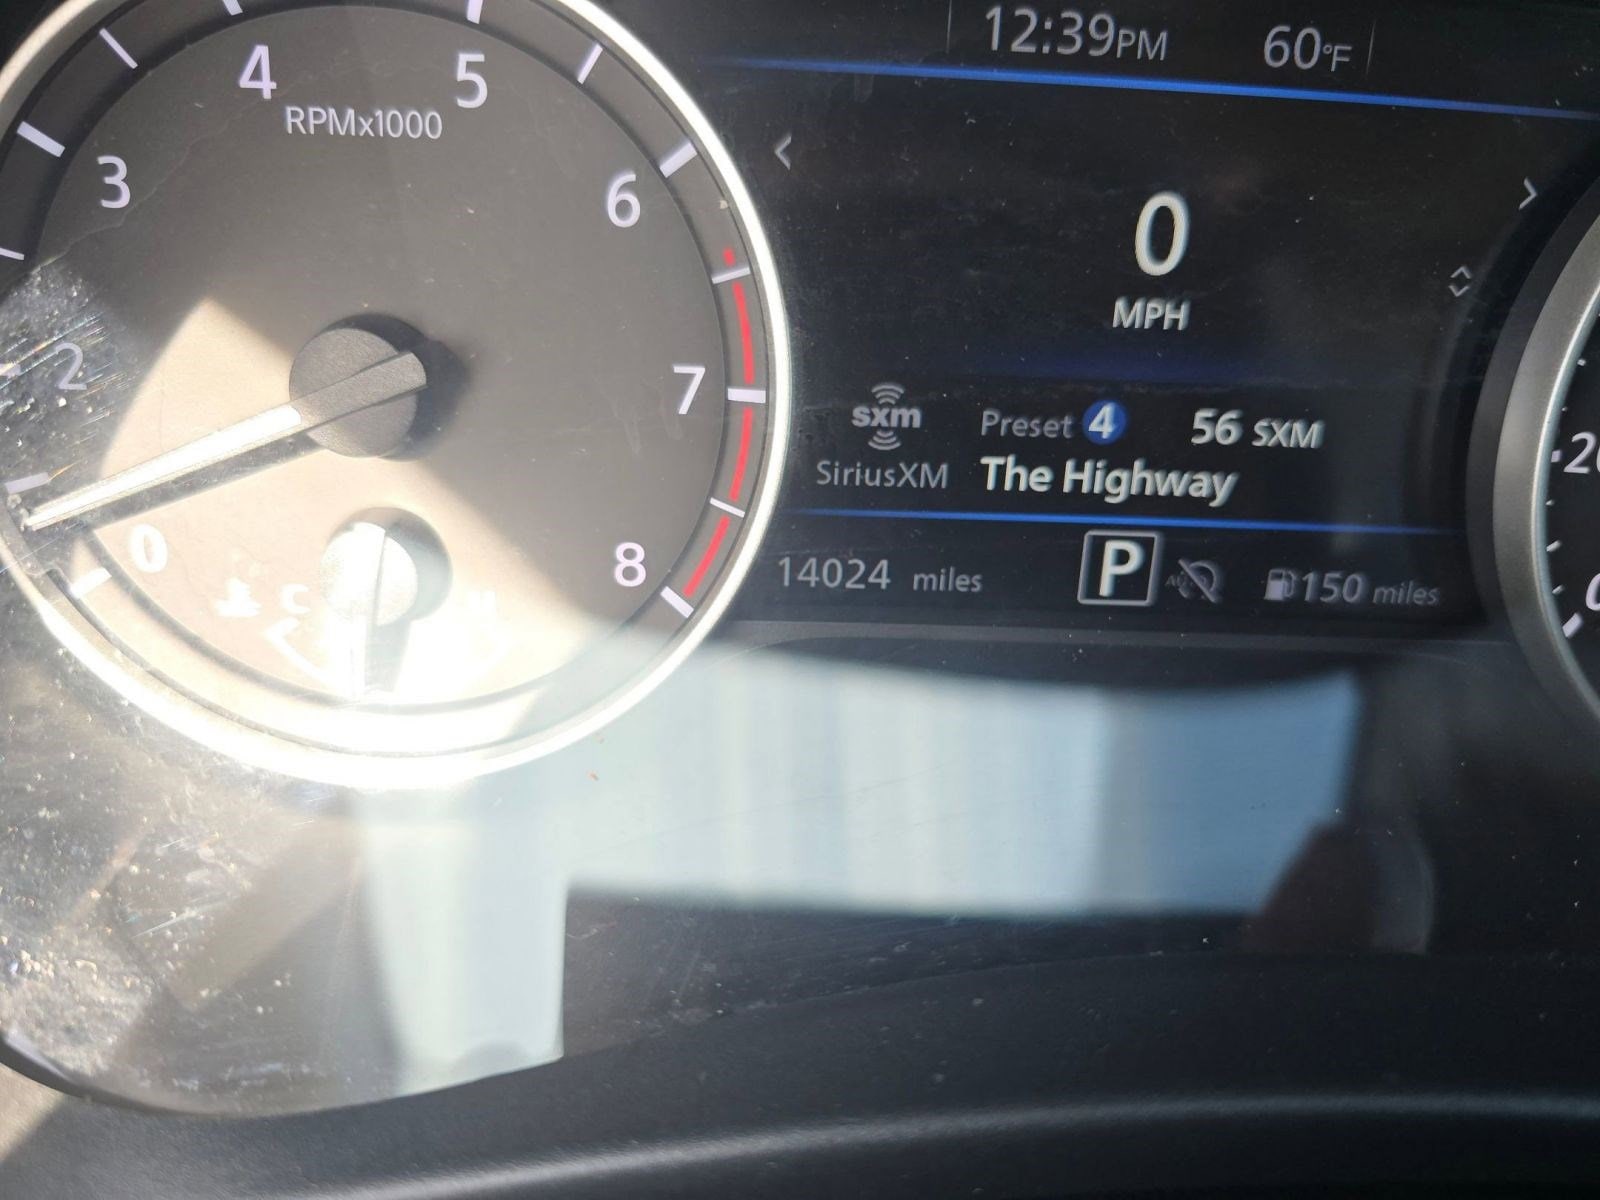 12:39PM 60°F
4 5
RPMx1000
3
6
0
MPH
2
7
sxm Preset 4 56 SXM
SiriusXM The Highway
0
8
C H
14024 miles P 150 miles